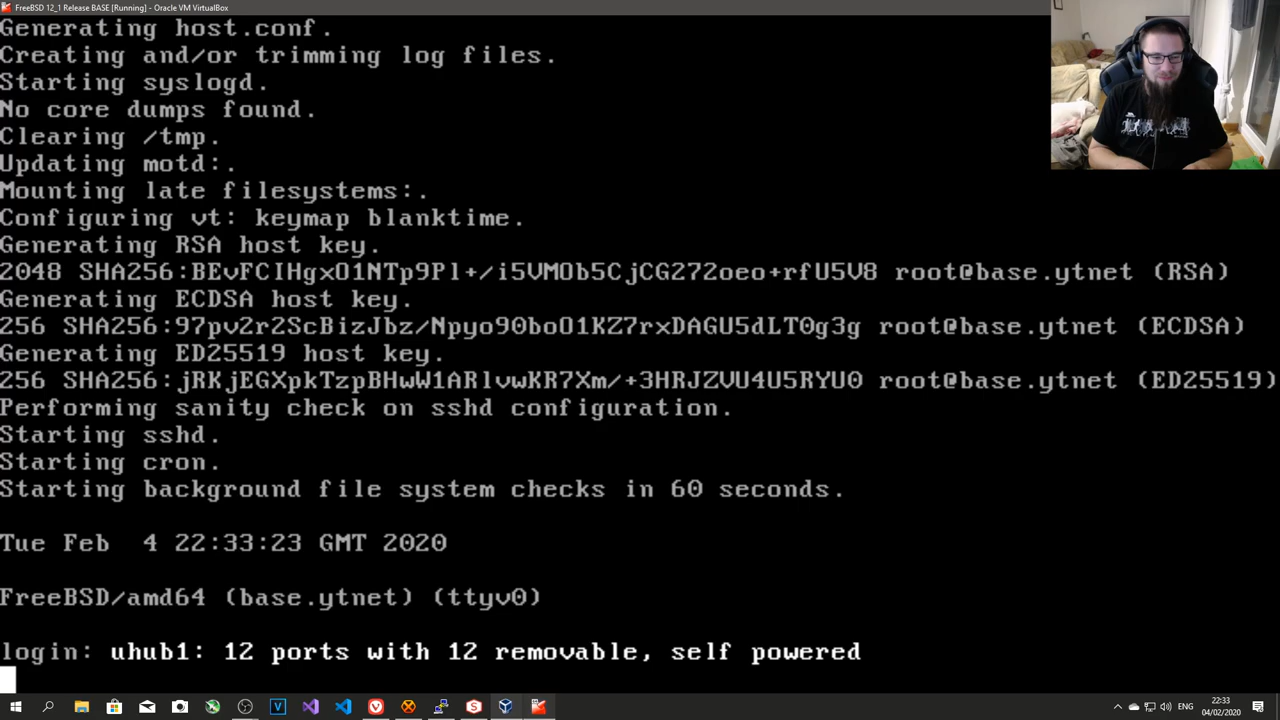 FreeBSD 12_1 Release BASE [Running] - Oracle VM VirtualBox
Generating host.conf.
Creating and/or trimming log files.
Starting syslogd.
No core dumps found.
Clearing /tmp.
Updating motd:.
Mounting late filesystems:.
Configuring vt: keymap blanktime.
Generating RSA host key.
2048 SHA256:BEvFCIHgxO1NTp9Pl+/i5VMOb5CjCG272oeo+rfU5V8 root@base.ytnet (RSA)
Generating ECDSA host key.
256 SHA256:97pv2r2ScBizJbz/Npyo90boO1KZ7rxDAGU5dLT0g3g root@base.ytnet (ECDSA)
Generating ED25519 host key.
256 SHA256:jRKjEGXpkTzpBHwW1ARlvwKR7Xm/+3HRJZVU4U5RYU0 root@base.ytnet (ED25519)
Performing sanity check on sshd configuration.
Starting sshd.
Starting cron.
Starting background file system checks in 60 seconds.
Tue Feb  4 22:33:23 GMT 2020
FreeBSD/amd64 (base.ytnet) (ttyv0)
login: uhub1: 12 ports with 12 removable, self powered
22:33
ENG
04/02/2020